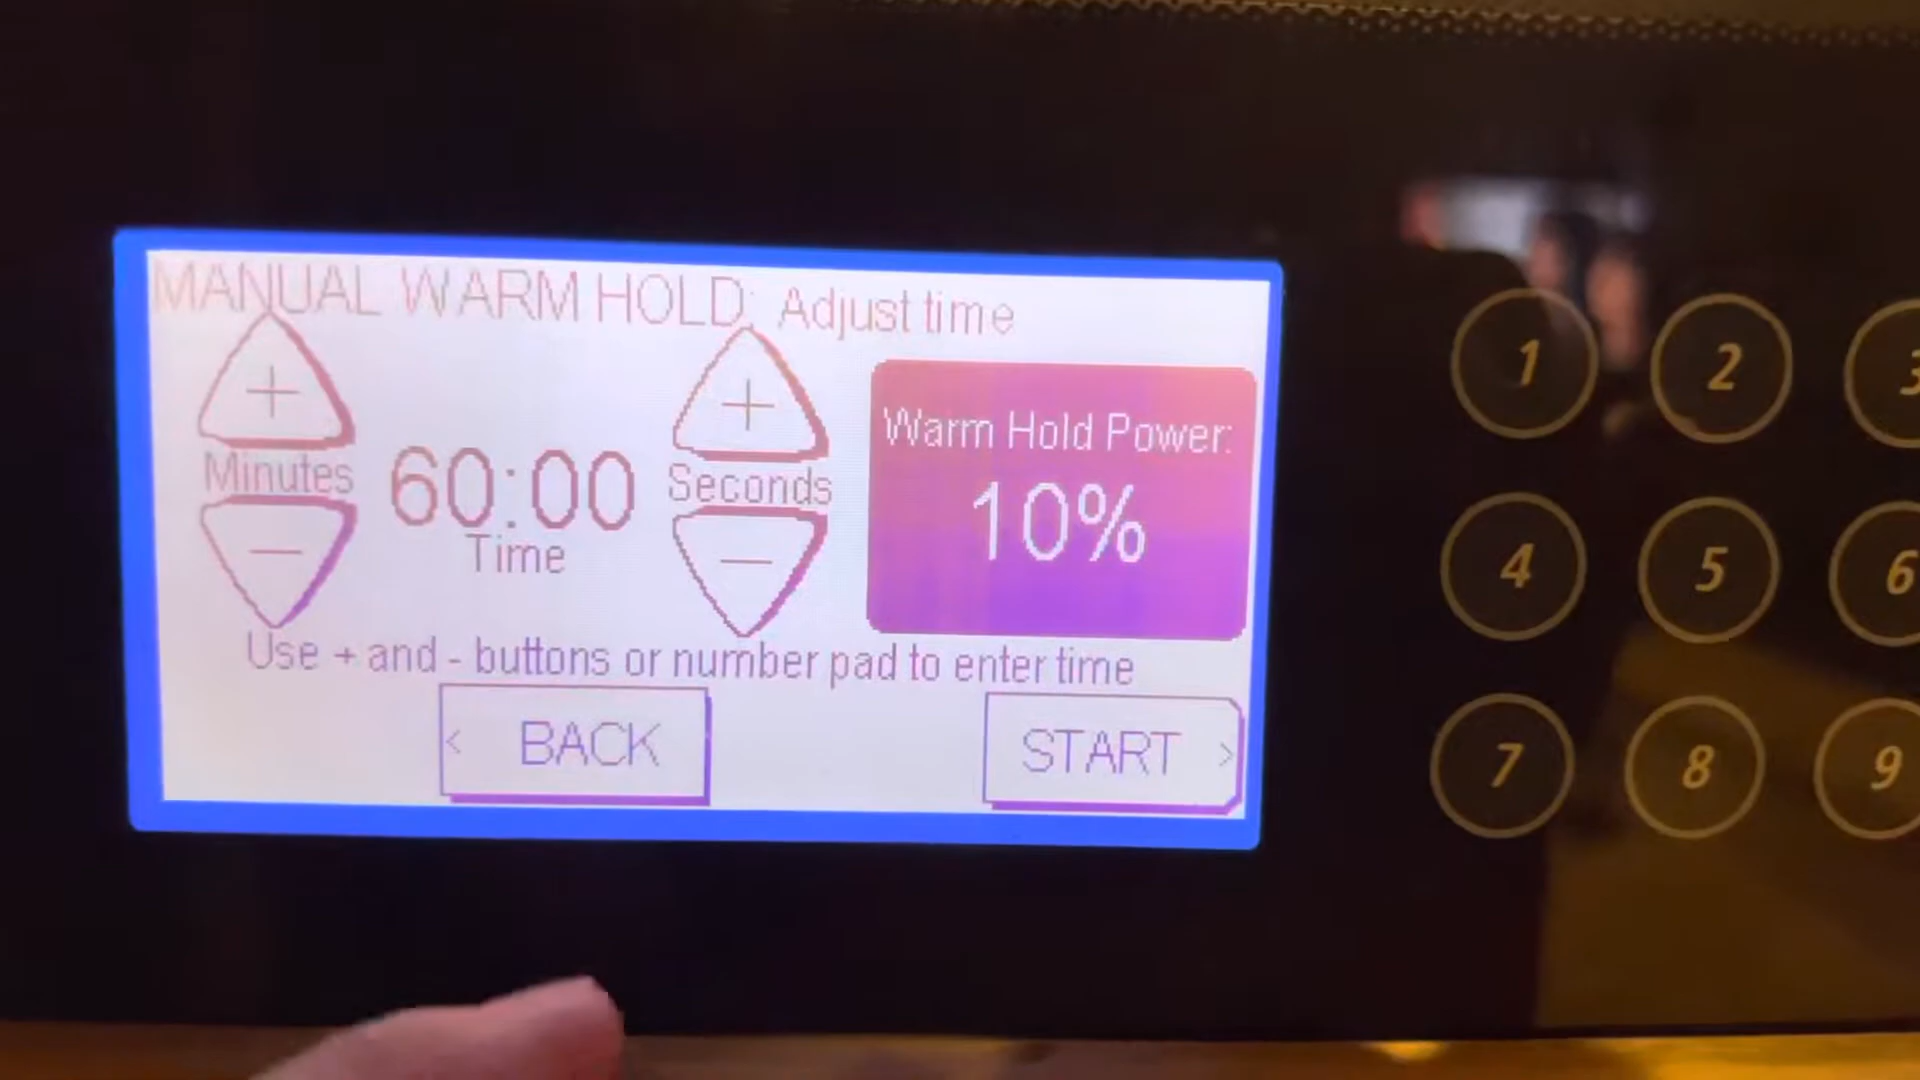 MANUAL WARM HOLD: Adjust time
+ +
Warm Hold Power:
Minutes 60:00 Seconds
10%
Time
- -
Use + and - buttons or number pad to enter time
< BACK START >
1 2 3
4 5 6
7 8 9